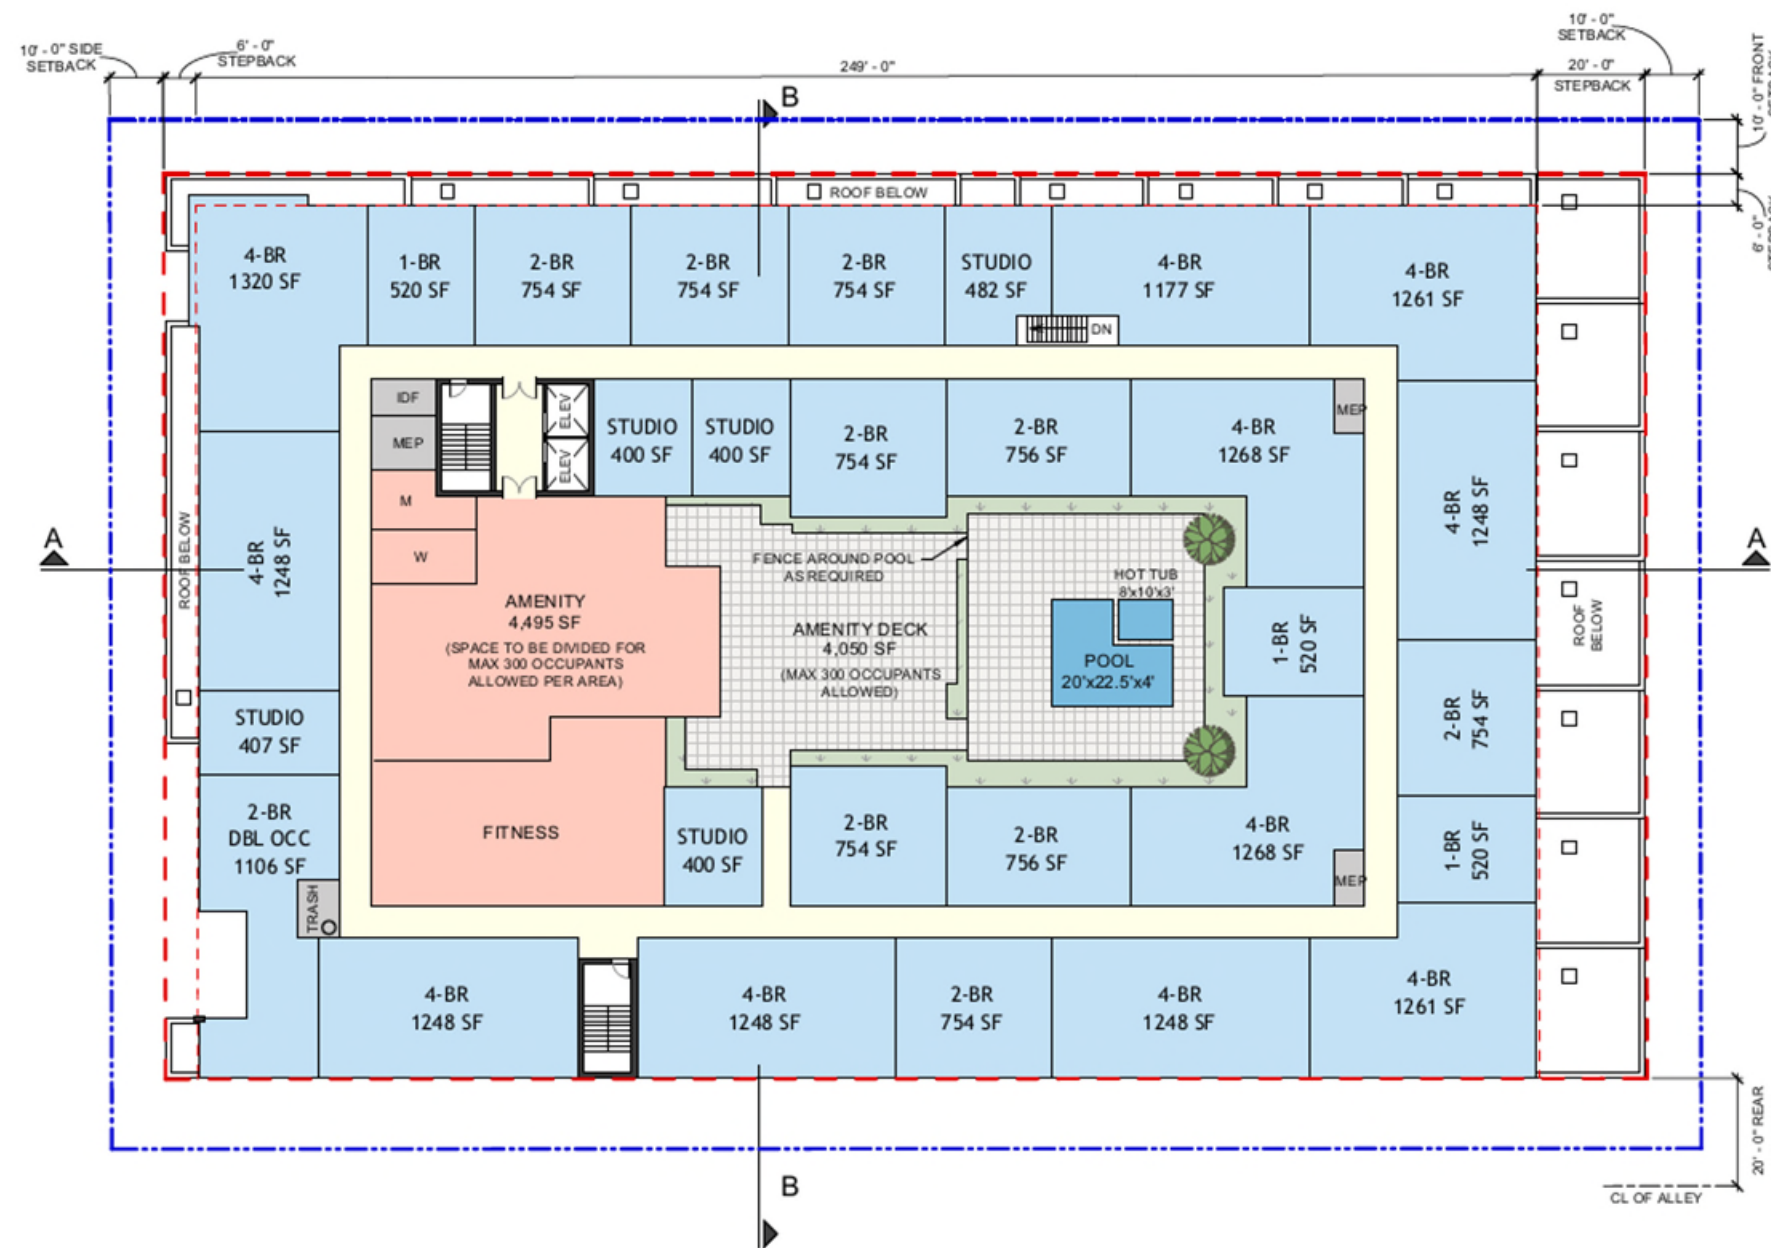 10' - 0" SIDE
SETBACK
6' - 0"
STEPBACK
249' - 0"
10' - 0"
SETBACK
20' - 0"
STEPBACK
10' - 0" FRONT
6' - 0"
B
ROOF BELOW
4-BR
1320 SF
1-BR
520 SF
2-BR
754 SF
2-BR
754 SF
2-BR
754 SF
STUDIO
482 SF
4-BR
1177 SF
4-BR
1261 SF
DN
IDF
MEP
ELEV
ELEV
STUDIO
400 SF
STUDIO
400 SF
2-BR
754 SF
2-BR
756 SF
4-BR
1268 SF
MEP
M
W
4-BR
1248 SF
ROOF BELOW
A
4-BR
1248 SF
A
FENCE AROUND POOL
AS REQUIRED
HOT TUB
8'x10'x3'
AMENITY
4,495 SF
(SPACE TO BE DIVIDED FOR
MAX 300 OCCUPANTS
ALLOWED PER AREA)
AMENITY DECK
4,050 SF
(MAX 300 OCCUPANTS
ALLOWED)
POOL
20'x22.5'x4'
1-BR
520 SF
ROOF
BELOW
STUDIO
407 SF
2-BR
754 SF
2-BR
DBL OCC
1106 SF
FITNESS
STUDIO
400 SF
2-BR
754 SF
2-BR
756 SF
4-BR
1268 SF
MEP
1-BR
520 SF
TRASH
4-BR
1248 SF
4-BR
1248 SF
2-BR
754 SF
4-BR
1248 SF
4-BR
1261 SF
20' - 0" REAR
B
CL OF ALLEY